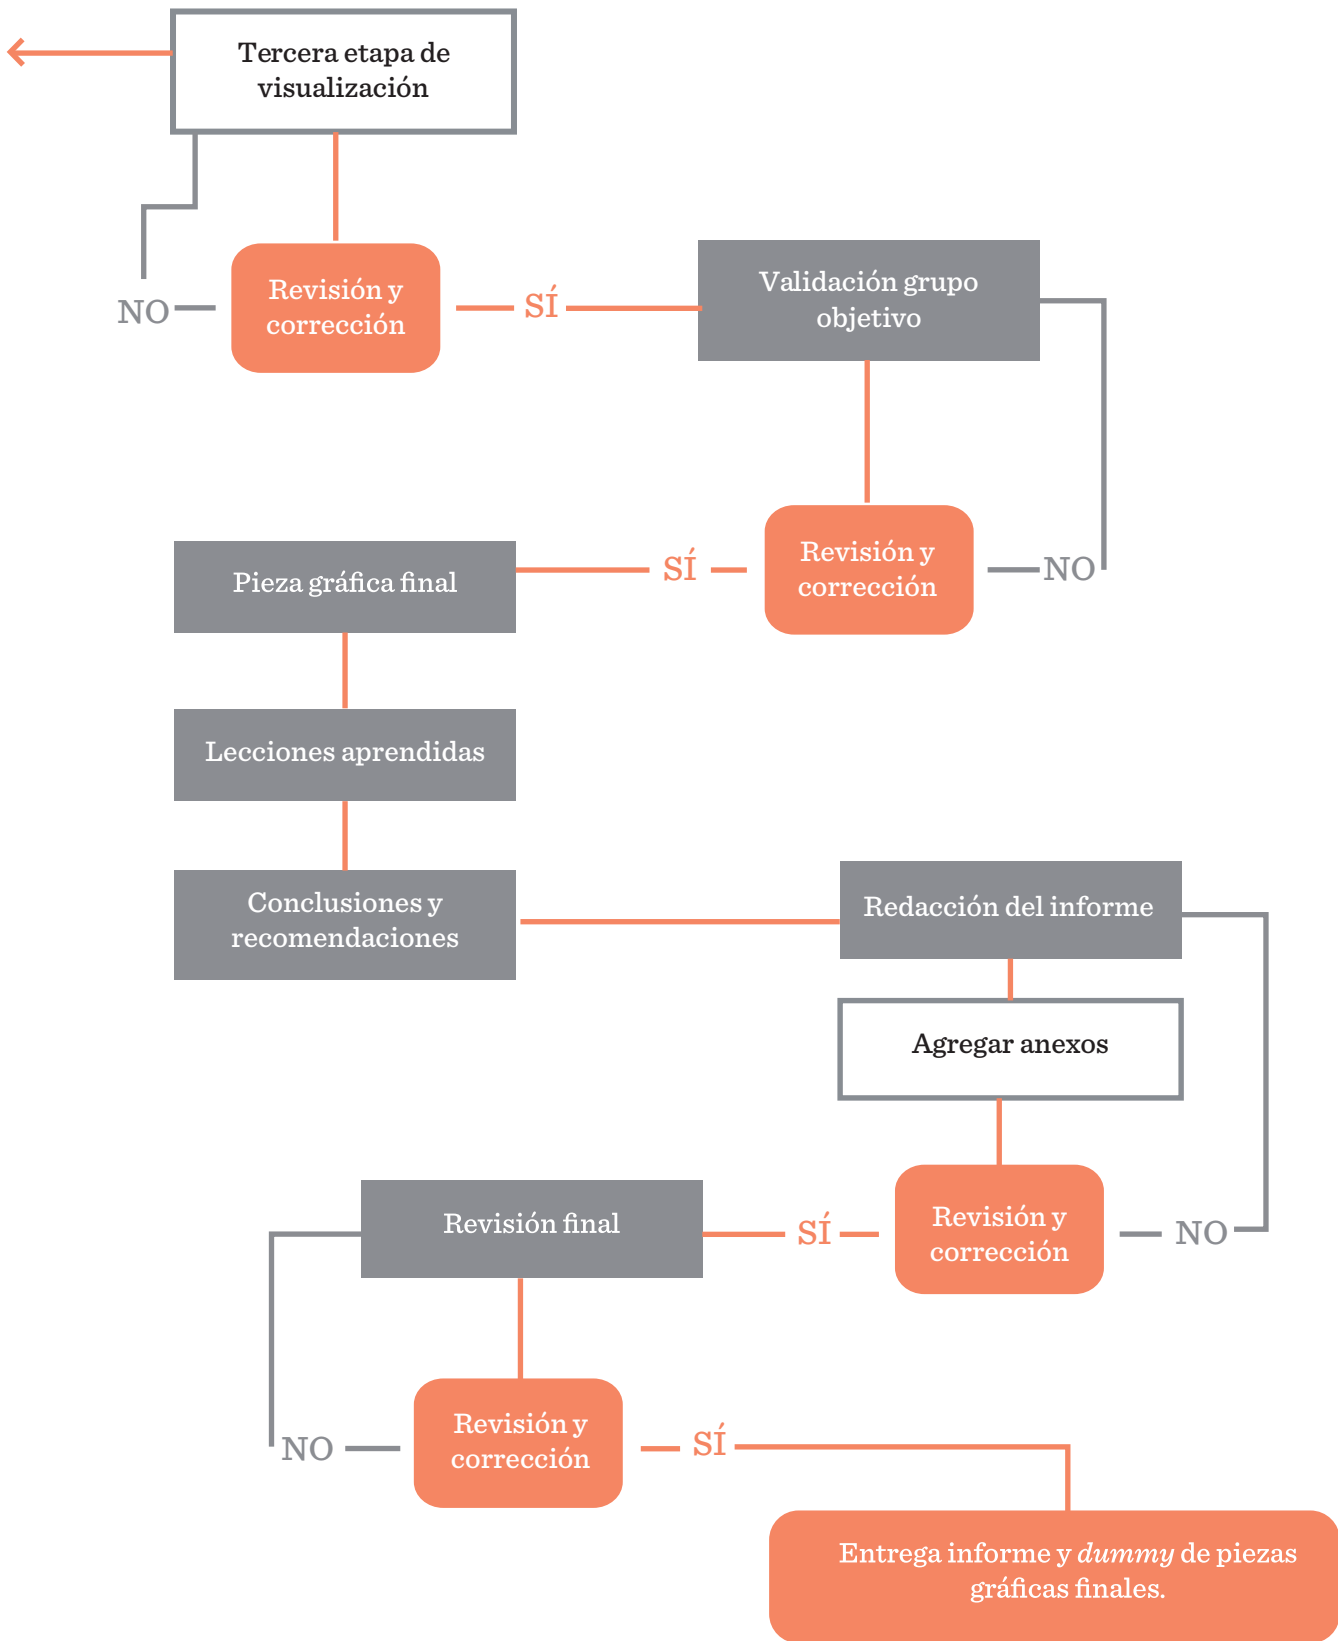 Tercera etapa de
visualización
NO
Revisión y
corrección
SÍ
Validación grupo
objetivo
Pieza gráfica final
SÍ
Revisión y
corrección
NO
Lecciones aprendidas
Conclusiones y
recomendaciones
Redacción del informe
Agregar anexos
Revisión final
SÍ
Revisión y
corrección
NO
NO
Revisión y
corrección
SÍ
Entrega informe y dummy de piezas
gráficas finales.